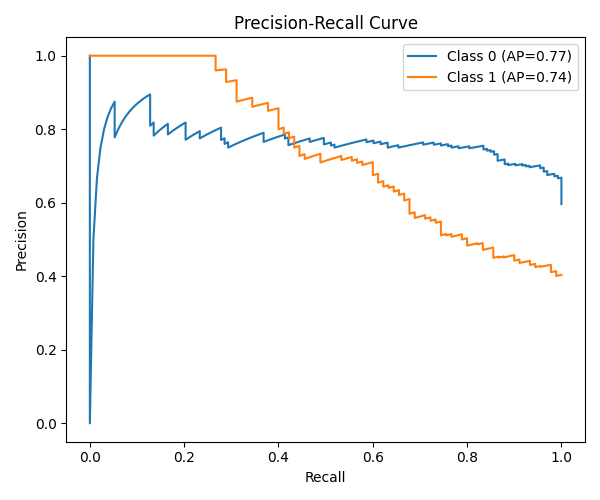 Precision-Recall Curve
Class 0 (AP=0.77)
Class 1 (AP=0.74)
Precision
1.0
0.8
0.6
0.4
0.2
0.0
0.0 0.2 0.4 0.6 0.8 1.0
Recall